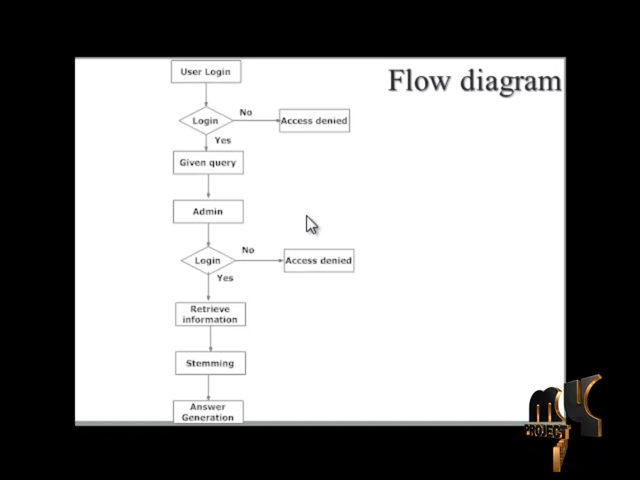 Flow diagram
User Login
Login
No
Access denied
Yes
Given query
Admin
Login
No
Access denied
Yes
Retrieve
information
Stemming
Answer
Generation
PROJECT